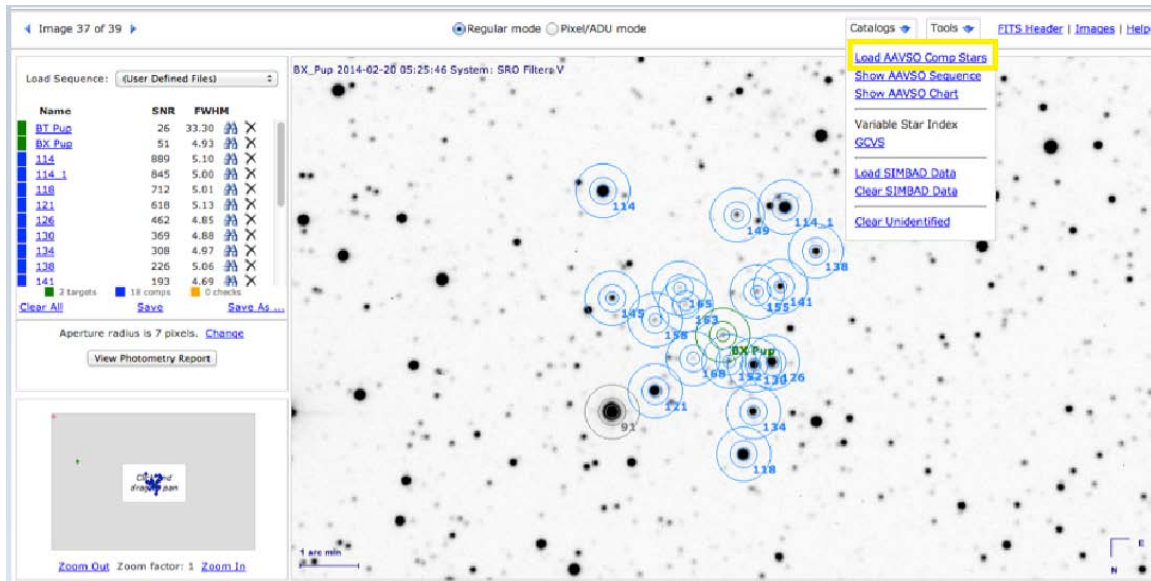 Image 37 of 39
Regular mode Pixel/ADU mode
Catalogs Tools FITS Header | Images | Help
Load AAVSO Comp Stars
Show AAVSO Sequence
Show AAVSO Chart
Variable Star Index
GCVS
Load SIMBAD Data
Clear SIMBAD Data
Clear Unidentified
Load Sequence: (User Defined Files)
Name SNR FWHM
BT Pup 26 33.30
BX Pup 51 4.93
114 889 5.10
114_1 845 5.00
118 712 5.01
121 618 5.13
126 462 4.85
130 369 4.88
134 308 4.97
138 226 5.06
141 193 4.69
2 targets 18 comps 0 checks
Clear All Save Save As ...
Aperture radius is 7 pixels. Change
View Photometry Report
Click and
drag to pan
Zoom Out Zoom factor: 1 Zoom In
BX_Pup 2014-02-20 05:25:46 System: SRO Filter: V
114
149
114_1
138
145
165
163
155
141
158
BX Pup
168
152
130
126
121
93
134
118
1 arc min
E
N